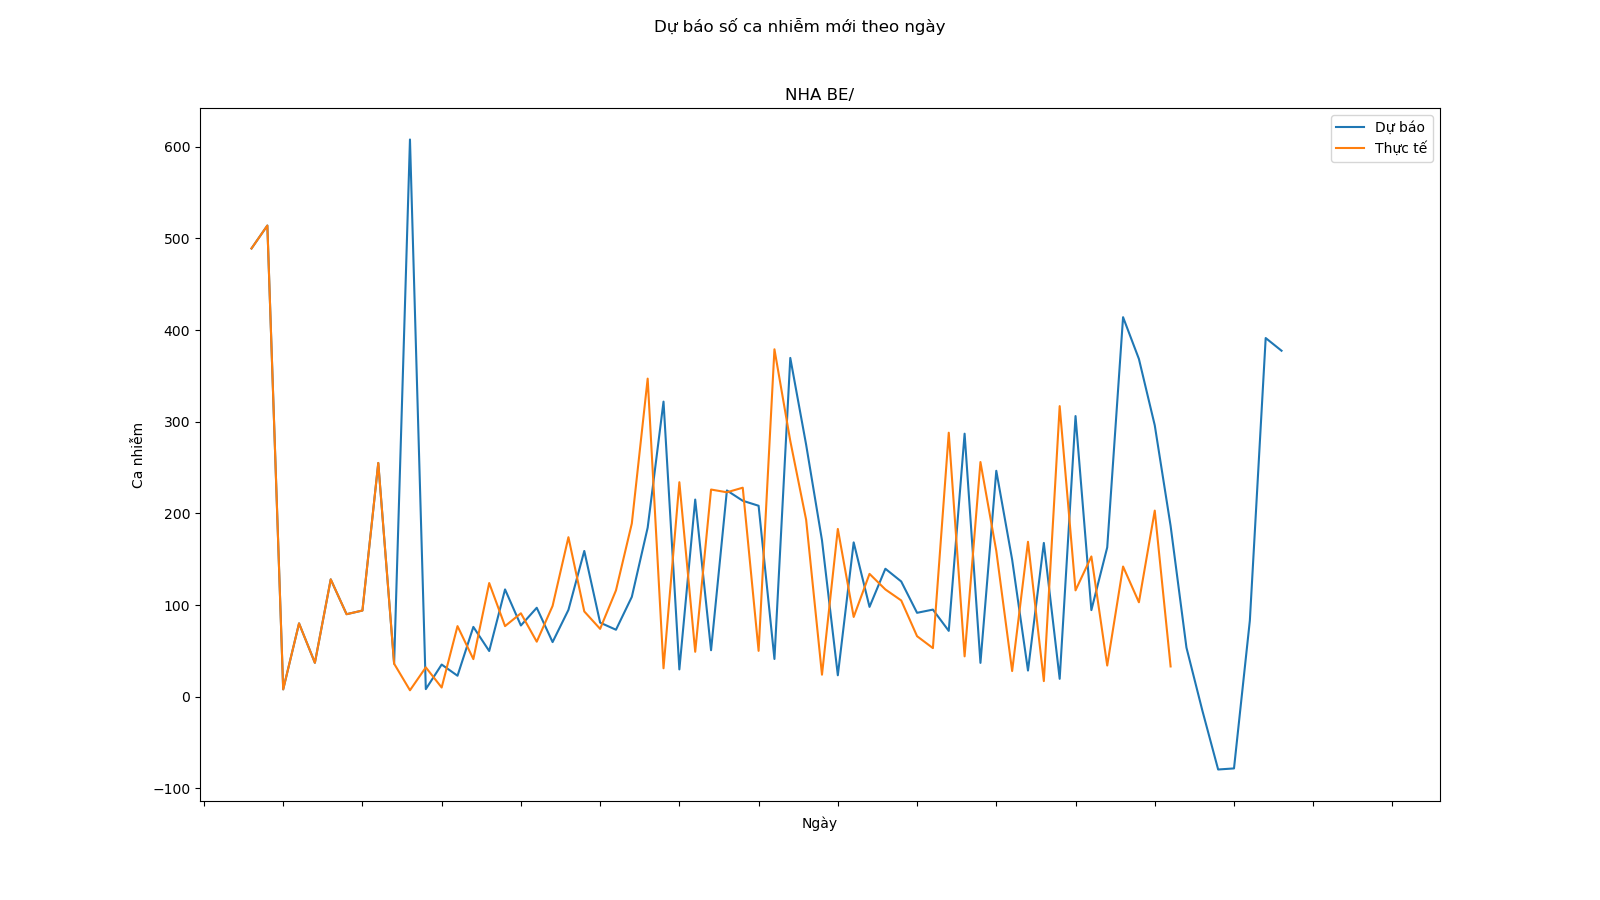 Dự báo số ca nhiễm mới theo ngày
NHA BE/
Dự báo
Thực tế
600
500
400
300
200
100
0
−100
Ca nhiễm
Ngày